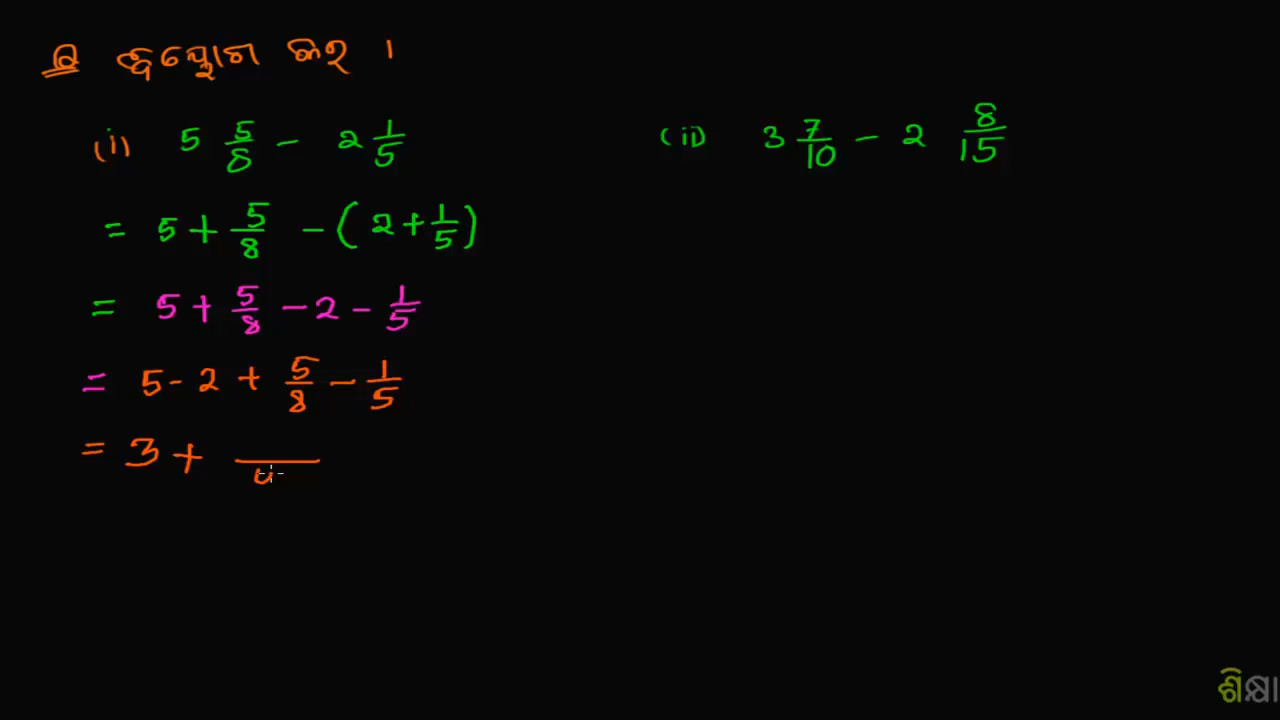 ଛ ବିୟୋଗ କର ।
(i) 5 5/8 - 2 1/5
= 5 + 5/8 - (2 + 1/5)
= 5 + 5/8 - 2 - 1/5
= 5 - 2 + 5/8 - 1/5
= 3 +
(ii) 3 7/10 - 2 8/15
ଶିକ୍ଷା